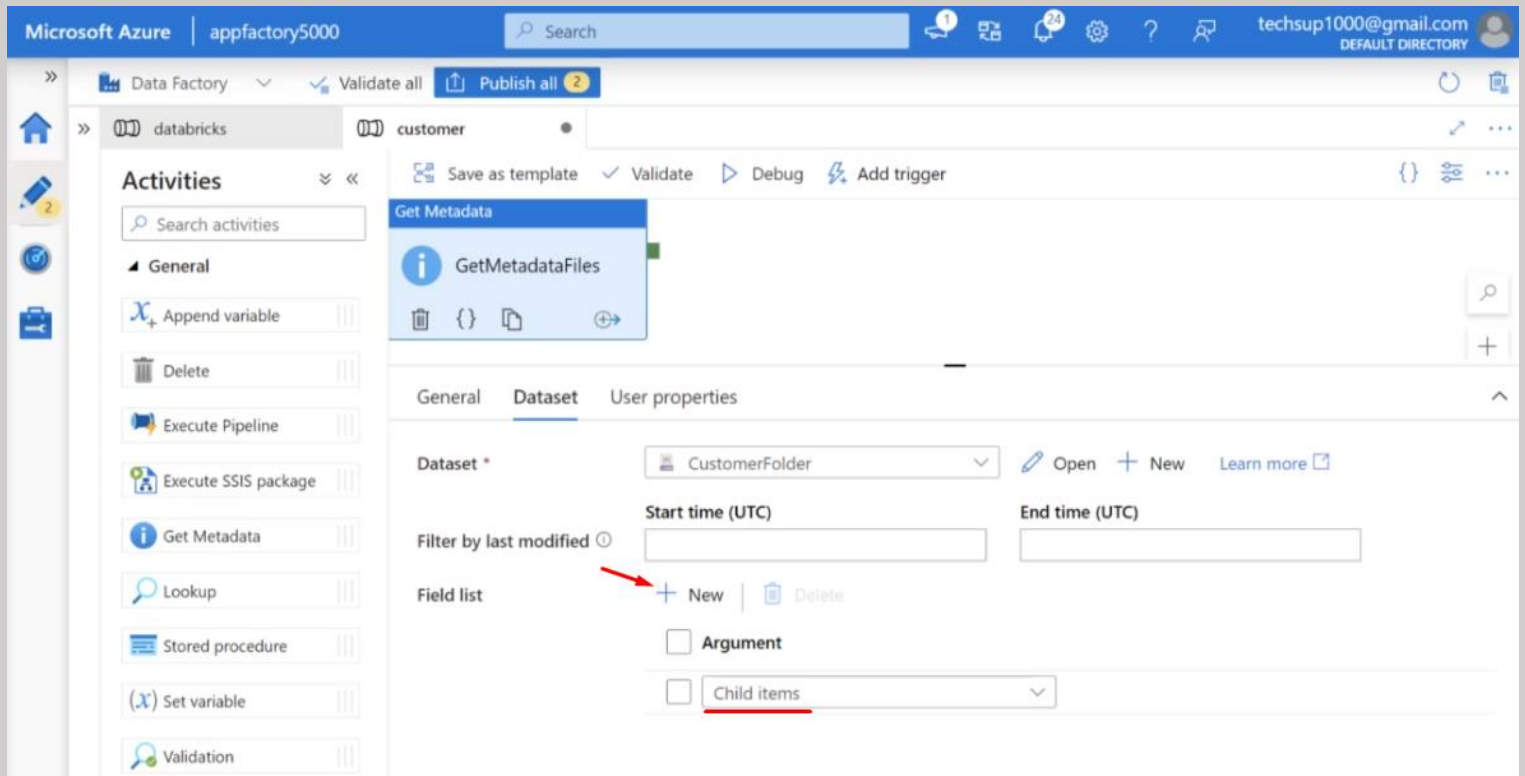 Microsoft Azure | appfactory5000
Search
1
24
techsup1000@gmail.com
DEFAULT DIRECTORY
Data Factory
Validate all
Publish all 2
databricks
customer
2
Activities
Search activities
General
Append variable
Delete
Execute Pipeline
Execute SSIS package
Get Metadata
Lookup
Stored procedure
(x) Set variable
Validation
Save as template
Validate
Debug
Add trigger
{}
Get Metadata
GetMetadataFiles
{}
General
Dataset
User properties
Dataset *
CustomerFolder
Open
New
Learn more
Start time (UTC)
End time (UTC)
Filter by last modified
Field list
New
Delete
Argument
Child items